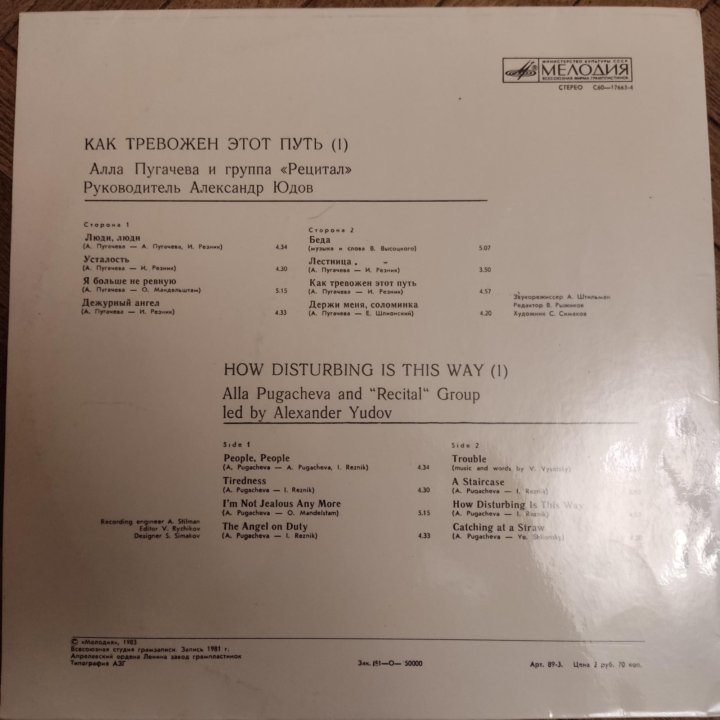 МИНИСТЕРСТВО КУЛЬТУРЫ СССР
МЕЛОДИЯ
ВСЕСОЮЗНАЯ ФИРМА ГРАМПЛАСТИНОК
СТЕРЕО С60—17663-4
КАК ТРЕВОЖЕН ЭТОТ ПУТЬ (1)
Алла Пугачева и группа «Рецитал»
Руководитель Александр Юдов
Сторона 1
Люди, люди
(А. Пугачева — А. Пугачева, И. Резник) 4.34
Усталость
(А. Пугачева — И. Резник) 4.30
Я больше не ревную
(А. Пугачева — О. Мандельштам) 5.15
Дежурный ангел
(А. Пугачева — И. Резник) 4.33
Сторона 2
Беда
(музыка и слова В. Высоцкого) 5.07
Лестница
(А. Пугачева — И. Резник) 3.50
Как тревожен этот путь
(А. Пугачева — И. Резник) 4.57
Держи меня, соломинка
(А. Пугачева — Е. Шлионский) 4.20
Звукорежиссер А. Штильман
Редактор В. Рыжиков
Художник С. Симаков
HOW DISTURBING IS THIS WAY (1)
Alla Pugacheva and "Recital" Group
led by Alexander Yudov
Side 1
People, People
(A. Pugacheva — A. Pugacheva, I. Reznik) 4.34
Tiredness
(A. Pugacheva — I. Reznik) 4.30
I'm Not Jealous Any More
(A. Pugacheva — O. Mandelstam) 5.15
The Angel on Duty
(A. Pugacheva — I. Reznik) 4.33
Side 2
Trouble
(music and words by V. Vysotsky)
A Staircase
(A. Pugacheva — I. Reznik)
How Disturbing Is This Way
(A. Pugacheva — I. Reznik)
Catching at a Straw
(A. Pugacheva — Ye. Shlionsky)
Recording engineer A. Stilman
Editor V. Ryzhikov
Designer S. Simakov
© «Мелодия», 1983
Всесоюзная студия грамзаписи. Запись 1981 г.
Апрелевский ордена Ленина завод грампластинок
Типография АЗГ
Зак. 651—О— 50000
Арт. 89-3. Цена 2 руб. 70 коп.